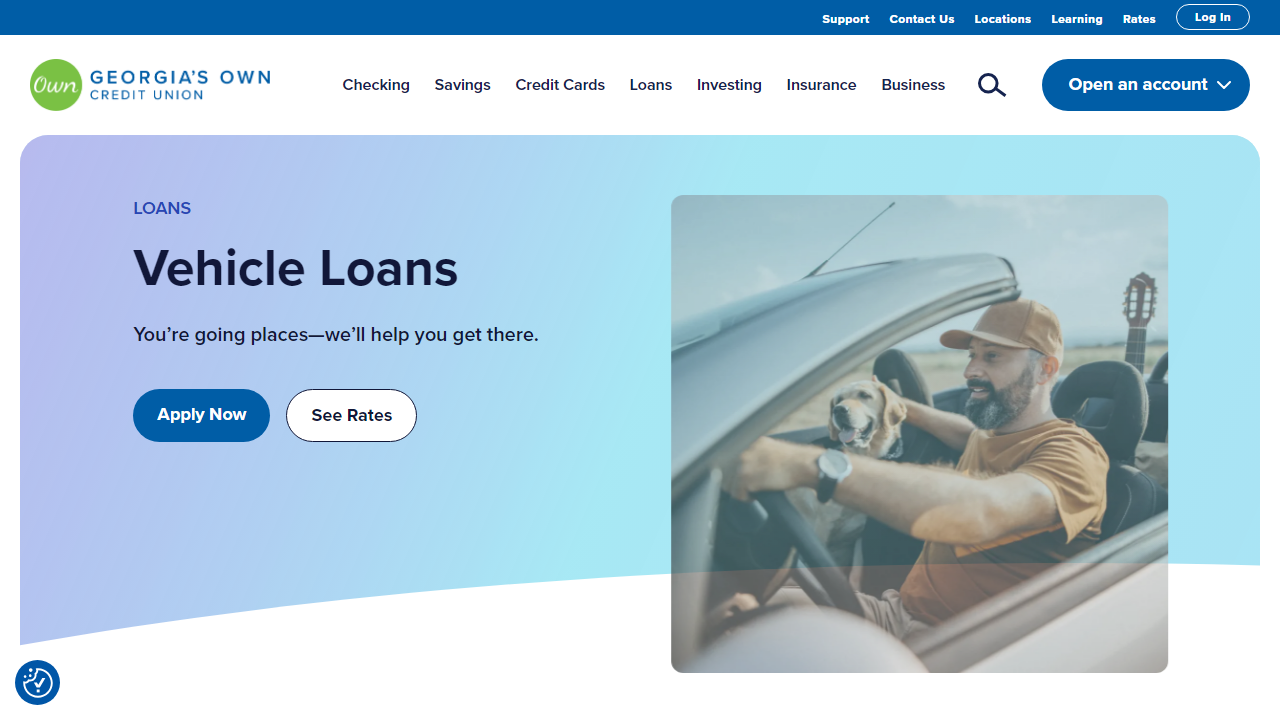 Support Contact Us Locations Learning Rates Log In
Own GEORGIA'S OWN
CREDIT UNION
Checking Savings Credit Cards Loans Investing Insurance Business Open an account
LOANS
Vehicle Loans
You’re going places—we’ll help you get there.
Apply Now See Rates